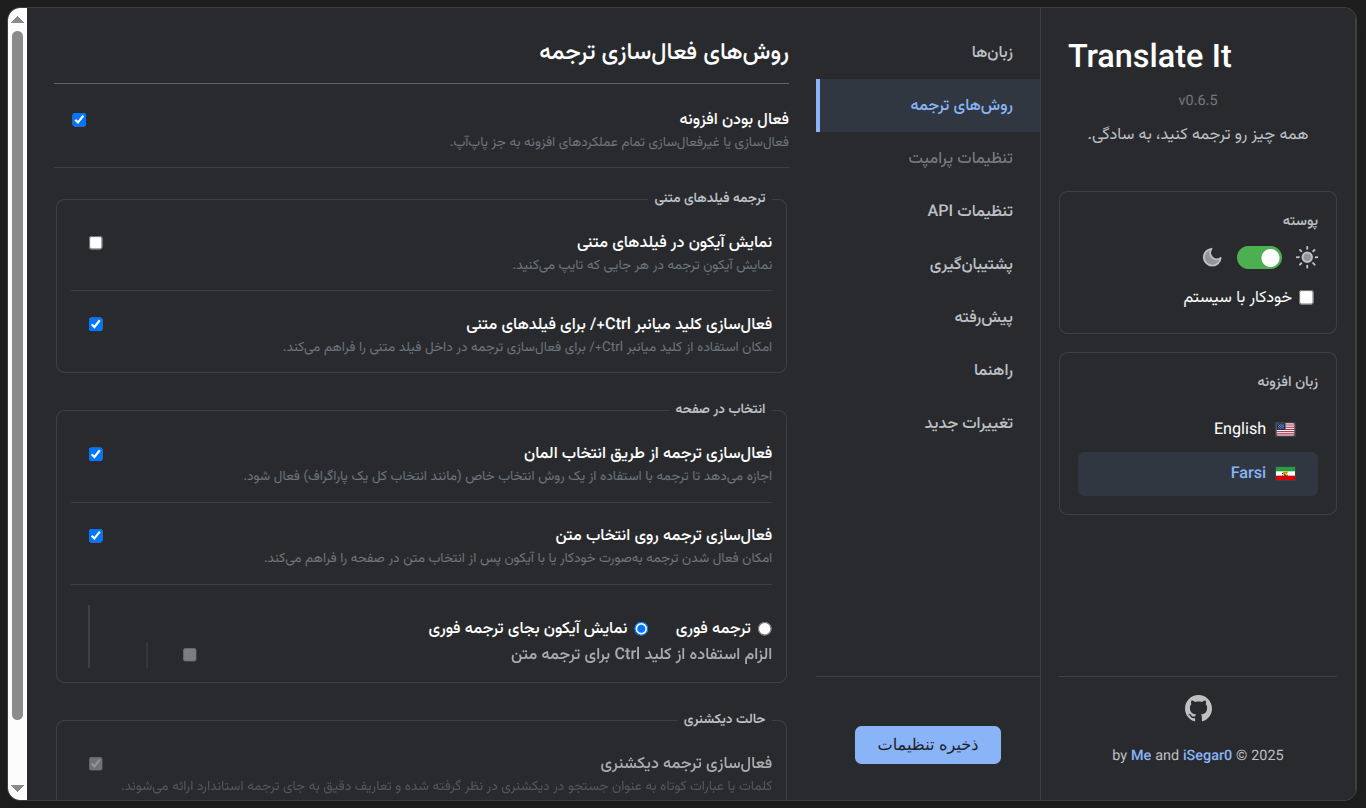 Translate It
v0.6.5
همه چیز رو ترجمه کنید، به سادگی.
پوسته
خودکار با سیستم
زبان افزونه
English
Farsi
by Me and iSegar0 © 2025
زبان‌ها
روش‌های ترجمه
تنظیمات پرامپت
تنظیمات API
پشتیبان‌گیری
پیش‌رفته
راهنما
تغییرات جدید
ذخیره تنظیمات
روش‌های فعال‌سازی ترجمه
فعال بودن افزونه
فعال‌سازی یا غیرفعال‌سازی تمام عملکردهای افزونه به جز پاپ‌آپ.
ترجمه فیلدهای متنی
نمایش آیکون در فیلدهای متنی
نمایش آیکونِ ترجمه در هر جایی که تایپ می‌کنید.
فعال‌سازی کلید میانبر Ctrl+/ برای فیلدهای متنی
امکان استفاده از کلید میانبر Ctrl+/ برای فعال‌سازی ترجمه در داخل فیلد متنی را فراهم می‌کند.
انتخاب در صفحه
فعال‌سازی ترجمه از طریق انتخاب المان
اجازه می‌دهد تا ترجمه با استفاده از یک روش انتخاب خاص (مانند انتخاب کل یک پاراگراف) فعال شود.
فعال‌سازی ترجمه روی انتخاب متن
امکان فعال شدن ترجمه به‌صورت خودکار یا با آیکون پس از انتخاب متن در صفحه را فراهم می‌کند.
ترجمه فوری نمایش آیکون بجای ترجمه فوری
الزام استفاده از کلید Ctrl برای ترجمه متن
حالت دیکشنری
فعال‌سازی ترجمه دیکشنری
کلمات یا عبارات کوتاه به عنوان جستجو در دیکشنری در نظر گرفته شده و تعاریف دقیق به جای ترجمه استاندارد ارائه می‌شوند.